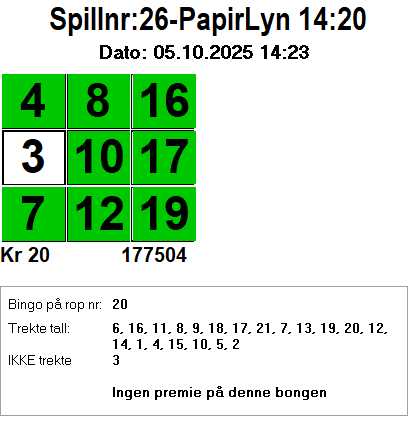 Spillnr:26-PapirLyn 14:20
Dato: 05.10.2025 14:23
4 8 16
3 10 17
7 12 19
Kr 20 177504
Bingo på rop nr: 20
Trekte tall: 6, 16, 11, 8, 9, 18, 17, 21, 7, 13, 19, 20, 12,
14, 1, 4, 15, 10, 5, 2
IKKE trekte 3
Ingen premie på denne bongen